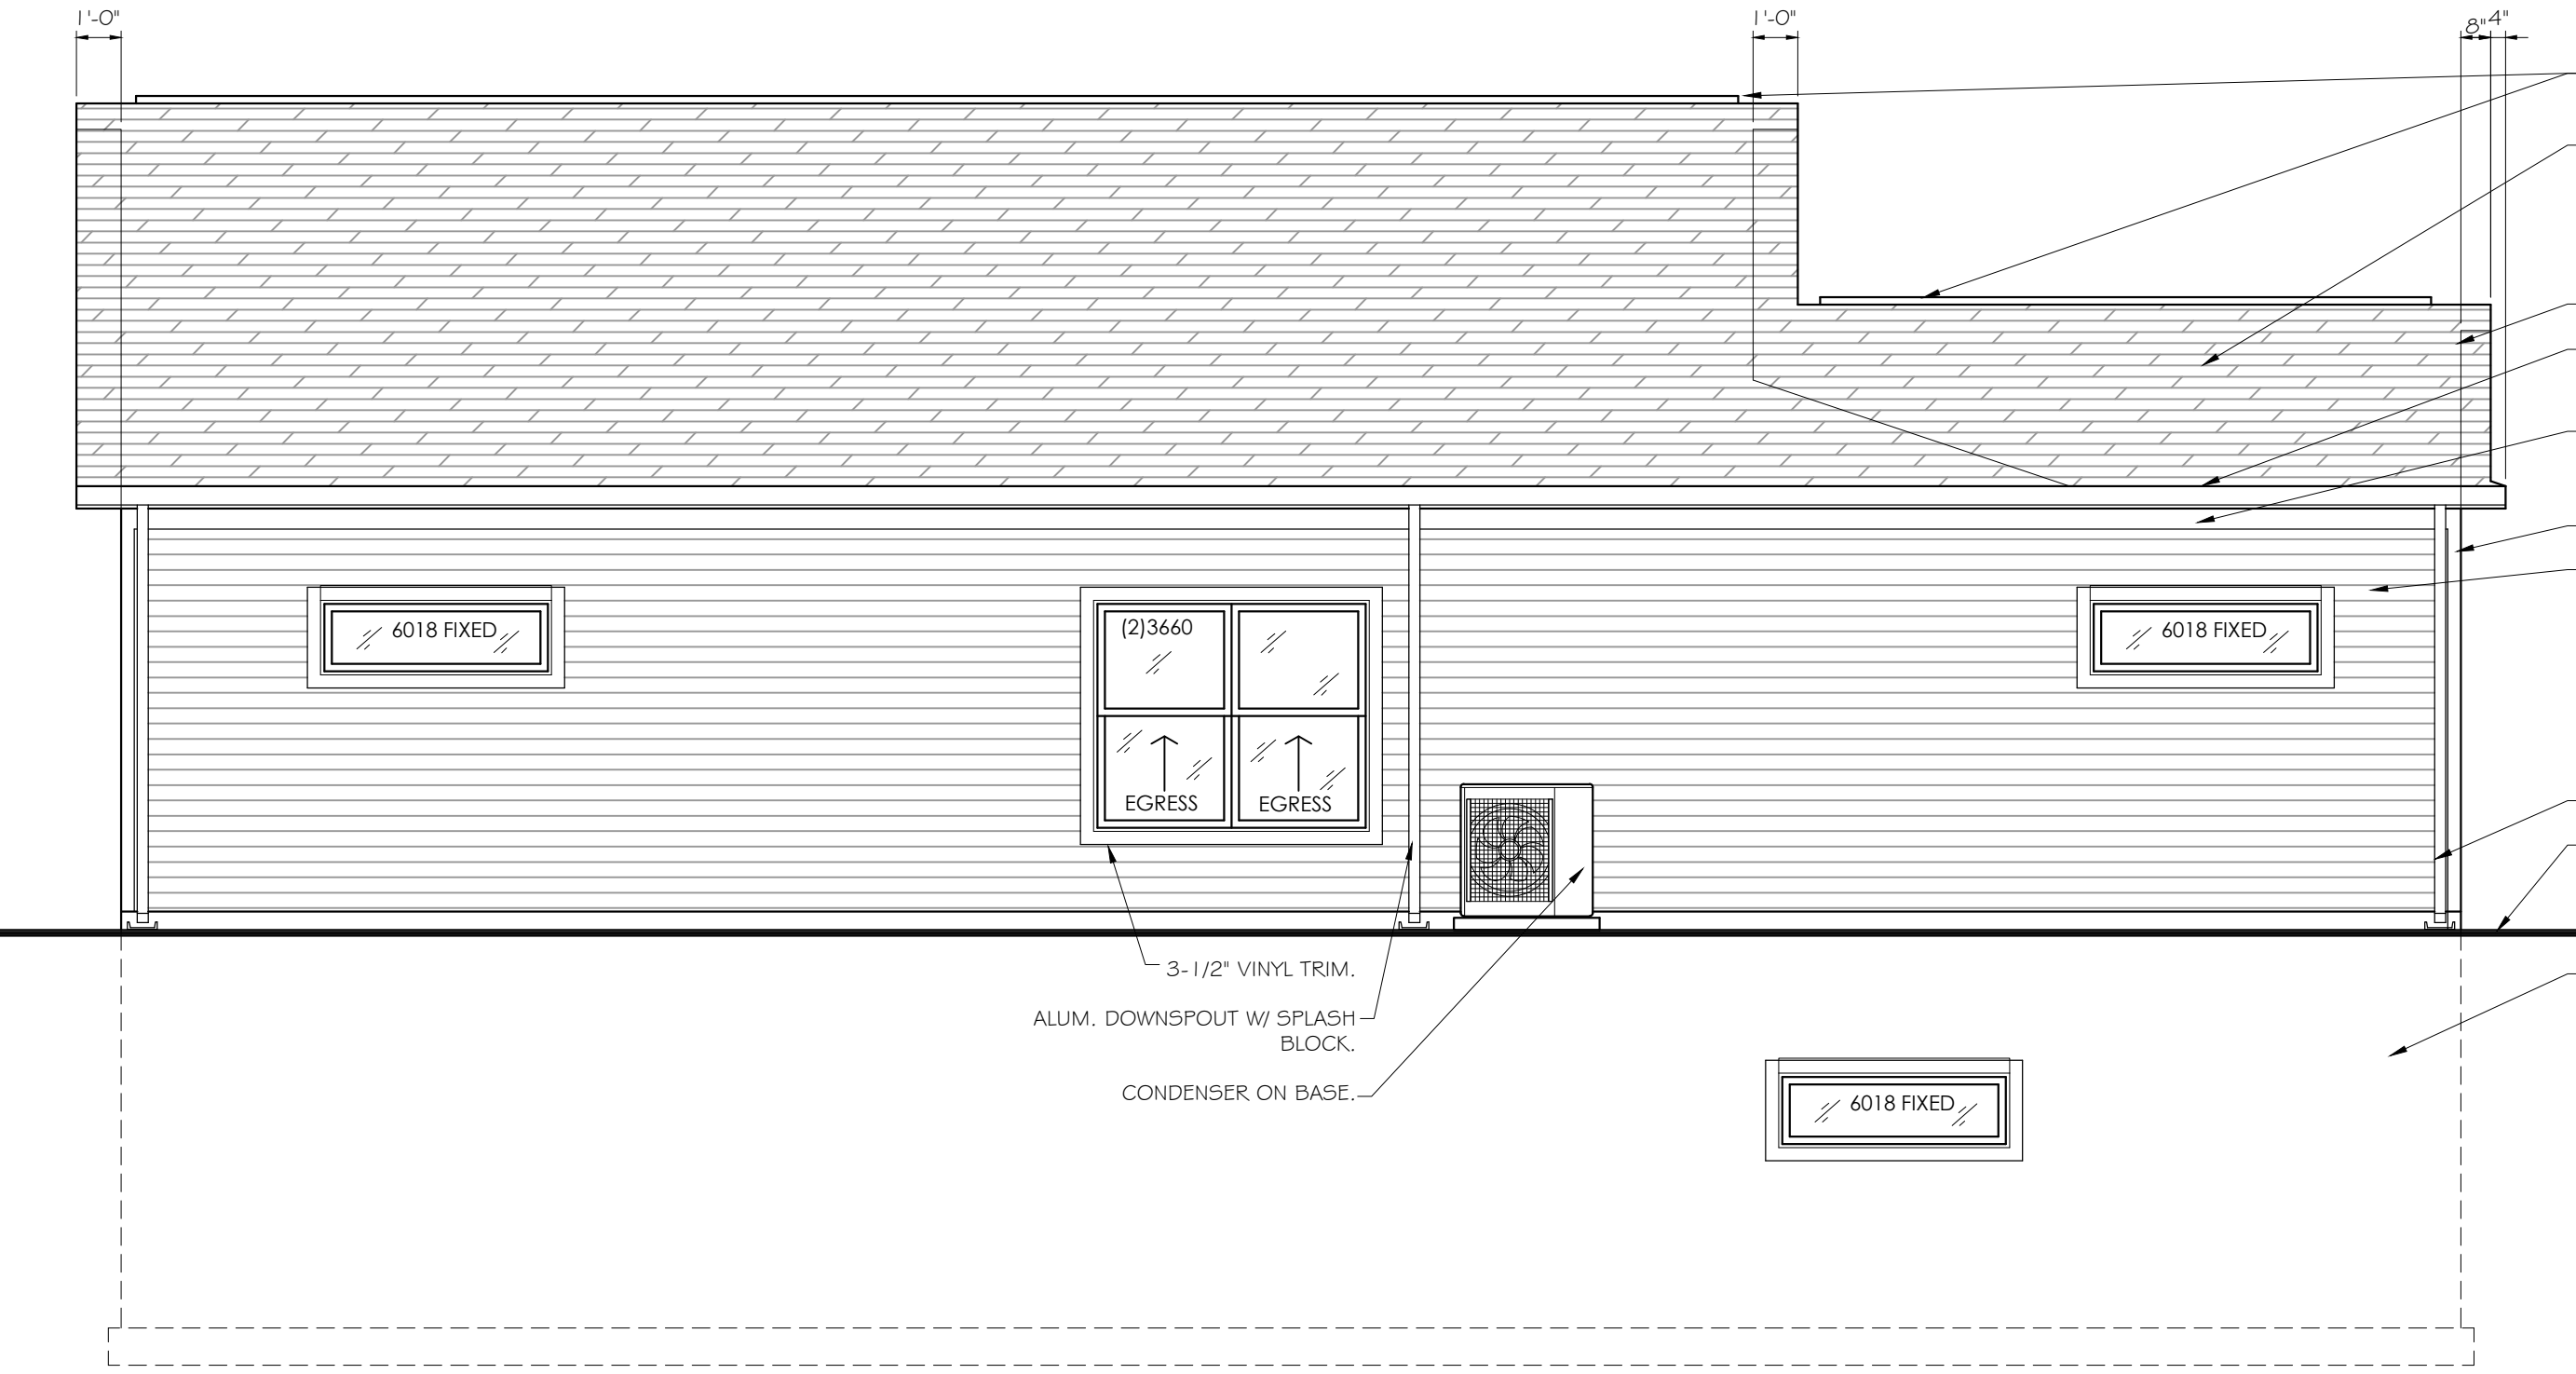 1'-0"
1'-0"
8"
4"
6018 FIXED
(2)3660
6018 FIXED
EGRESS
EGRESS
3-1/2" VINYL TRIM.
ALUM. DOWNSPOUT W/ SPLASH
BLOCK.
CONDENSER ON BASE.
6018 FIXED